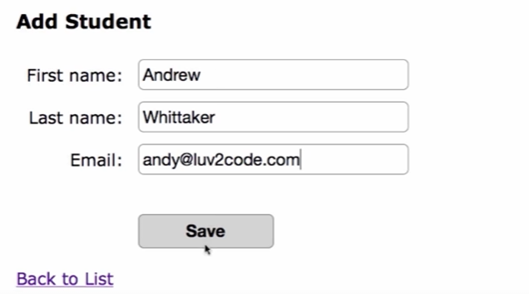 Add Student
First name: Andrew
Last name: Whittaker
Email: andy@luv2code.com
Save
Back to List